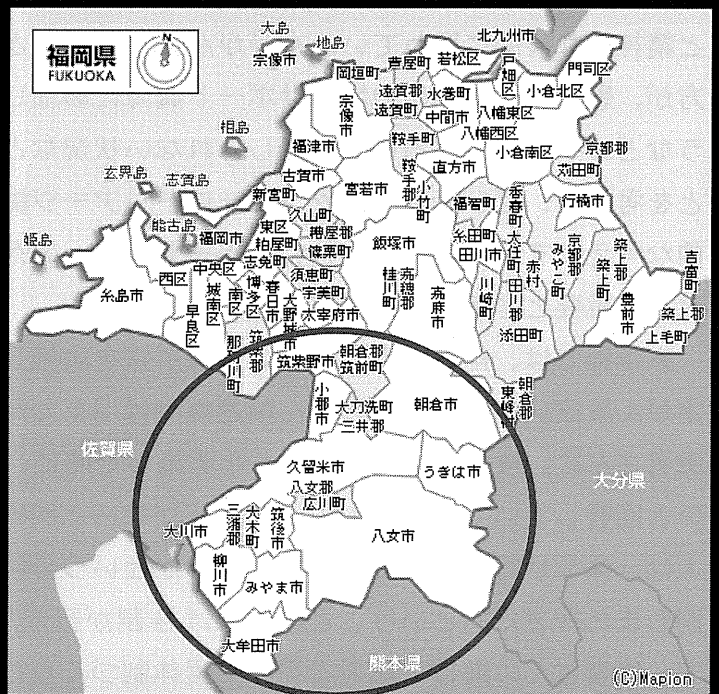 福岡県
FUKUOKA
N
大島
宗像市
地島
北九州市
岡垣町
芦屋町
若松区
戸畑区
門司区
遠賀郡
遠賀町
水巻町
中間市
八幡東区
小倉北区
宗像市
八幡西区
鞍手町
小倉南区
京都郡
苅田町
相島
福津市
古賀市
新宮町
宮若市
鞍手郡
小竹町
直方市
福智町
香春町
行橋市
玄界島
志賀島
能古島
福岡市
姫島
糸島市
西区
早良区
中央区
城南区
南区
東区
粕屋町
志免町
博多区
久山町
糟屋郡
篠栗町
須恵町
宇美町
太宰府市
春日市
大野城市
筑紫郡
那珂川町
飯塚市
桂川町
嘉穂郡
嘉麻市
糸田町
田川市
川崎町
大任町
田川郡
赤村
添田町
みやこ町
京都郡
築上郡
築上町
豊前市
吉富町
築上郡
上毛町
筑紫野市
朝倉郡
筑前町
小郡市
大刀洗町
三井郡
朝倉市
朝倉郡
東峰村
佐賀県
大分県
久留米市
うきは市
八女郡
広川町
大川市
三潴郡
大木町
筑後市
八女市
柳川市
みやま市
大牟田市
熊本県
(C)Mapion